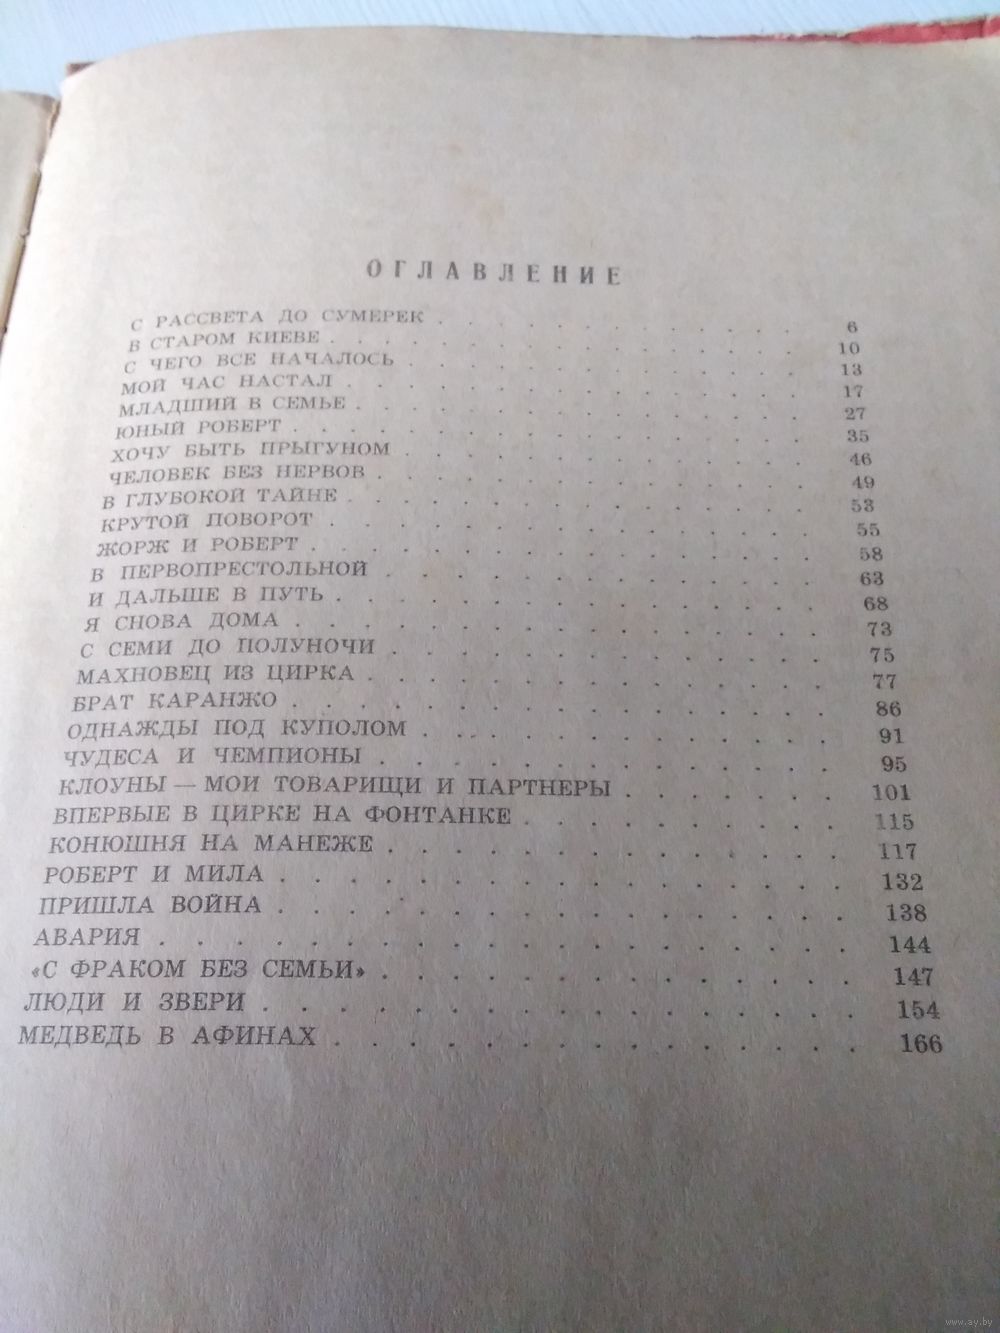 ОГЛАВЛЕНИЕ
С РАССВЕТА ДО СУМЕРЕК . . . . . . . . . . . 6
В СТАРОМ КИЕВЕ . . . . . . . . . . . . . . 10
С ЧЕГО ВСЕ НАЧАЛОСЬ . . . . . . . . . . . . 13
МОЙ ЧАС НАСТАЛ . . . . . . . . . . . . . . 17
МЛАДШИЙ В СЕМЬЕ . . . . . . . . . . . . . 27
ЮНЫЙ РОБЕРТ . . . . . . . . . . . . . . . 35
ХОЧУ БЫТЬ ПРЫГУНОМ . . . . . . . . . . . . 46
ЧЕЛОВЕК БЕЗ НЕРВОВ . . . . . . . . . . . . 49
В ГЛУБОКОЙ ТАЙНЕ . . . . . . . . . . . . . 53
КРУТОЙ ПОВОРОТ . . . . . . . . . . . . . . 55
ЖОРЖ И РОБЕРТ . . . . . . . . . . . . . . 58
В ПЕРВОПРЕСТОЛЬНОЙ . . . . . . . . . . . . 63
И ДАЛЬШЕ В ПУТЬ . . . . . . . . . . . . . . 68
Я СНОВА ДОМА . . . . . . . . . . . . . . . 73
С СЕМИ ДО ПОЛУНОЧИ . . . . . . . . . . . . 75
МАХНОВЕЦ ИЗ ЦИРКА . . . . . . . . . . . . . 77
БРАТ КАРАНЖО . . . . . . . . . . . . . . . 86
ОДНАЖДЫ ПОД КУПОЛОМ . . . . . . . . . . . . 91
ЧУДЕСА И ЧЕМПИОНЫ . . . . . . . . . . . . . 95
КЛОУНЫ — МОИ ТОВАРИЩИ И ПАРТНЕРЫ . . . . . . 101
ВПЕРВЫЕ В ЦИРКЕ НА ФОНТАНКЕ . . . . . . . . . 115
КОНЮШНЯ НА МАНЕЖЕ . . . . . . . . . . . . . 117
РОБЕРТ И МИЛА . . . . . . . . . . . . . . . 132
ПРИШЛА ВОЙНА . . . . . . . . . . . . . . . 138
АВАРИЯ . . . . . . . . . . . . . . . . . . 144
«С ФРАКОМ БЕЗ СЕМЬИ» . . . . . . . . . . . . 147
ЛЮДИ И ЗВЕРИ . . . . . . . . . . . . . . . 154
МЕДВЕДЬ В АФИНАХ . . . . . . . . . . . . . 166
www.ay.by